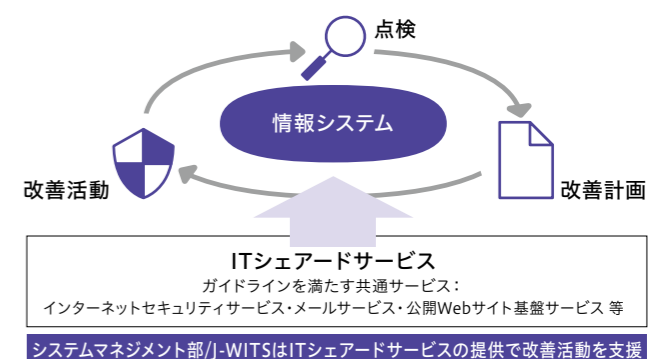 点検
情報システム
改善活動
改善計画
ITシェアードサービス
ガイドラインを満たす共通サービス：
インターネットセキュリティサービス・メールサービス・公開Webサイト基盤サービス 等
システムマネジメント部/J-WITSはITシェアードサービスの提供で改善活動を支援